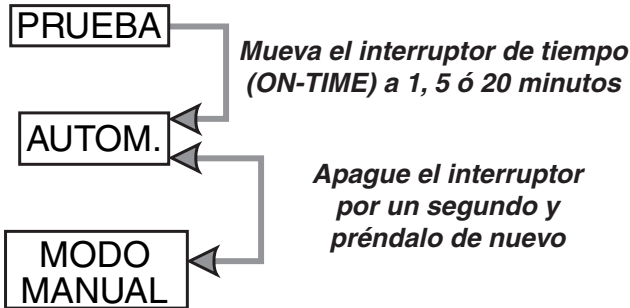 PRUEBA
Mueva el interruptor de tiempo
(ON-TIME) a 1, 5 ó 20 minutos
AUTOM.
Apague el interruptor
por un segundo y
préndalo de nuevo
MODO
MANUAL